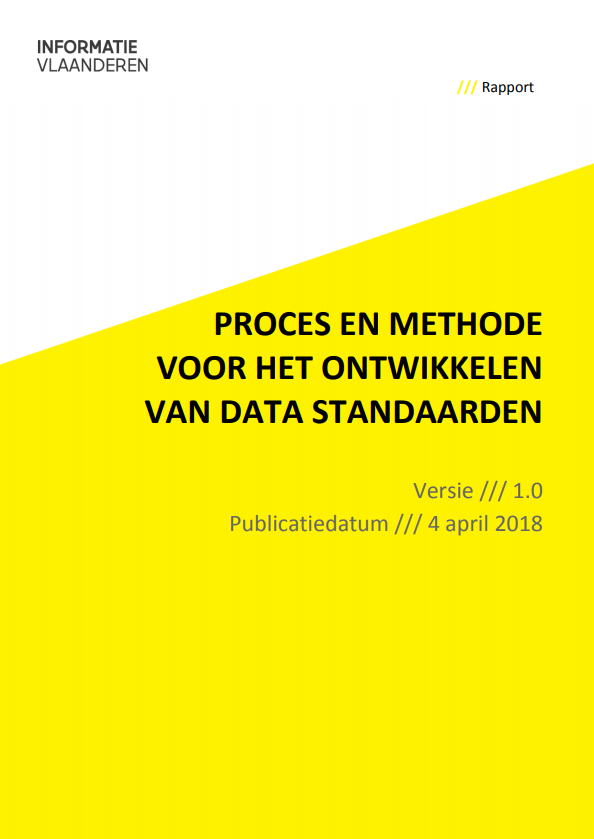 INFORMATIE
VLAANDEREN
/// Rapport
PROCES EN METHODE
VOOR HET ONTWIKKELEN
VAN DATA STANDAARDEN
Versie /// 1.0
Publicatiedatum /// 4 april 2018